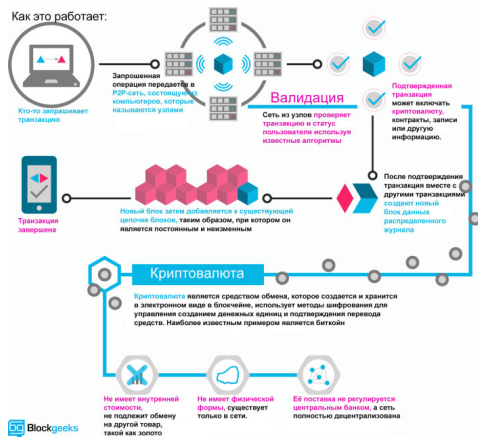 Как это работает:
Кто-то запрашивает
транзакцию
Запрошенная
операция передается в
P2P-сеть, состоящую из
компьютеров, которые
называются узлами
Валидация
Сеть из узлов проверяет
транзакцию и статус
пользователя используя
известные алгоритмы
Подтвержденная
транзакция
может включать
криптовалюту,
контракты, записи
или другую
информацию.
После подтверждения
транзакция вместе с
другими транзакциями
создают новый
блок данных
распределенного
журнала
Новый блок затем добавляется к существующей
цепочке блоков, таким образом, при котором он
является постоянным и неизменным
Транзакция
завершена
Криптовалюта
Криптовалюта является средством обмена, которое создается и хранится
в электронном виде в блокчейне, использует методы шифрования для
управления созданием денежных единиц и подтверждения перевода
средств. Наиболее известным примером является биткойн
Не имеет внутренней
стоимости,
не подлежит обмену
на другой товар,
такой как золото
Не имеет физической
формы, существует
только в сети.
Её поставка не регулируется
центральным банком, а сеть
полностью децентрализована
bg Blockgeeks